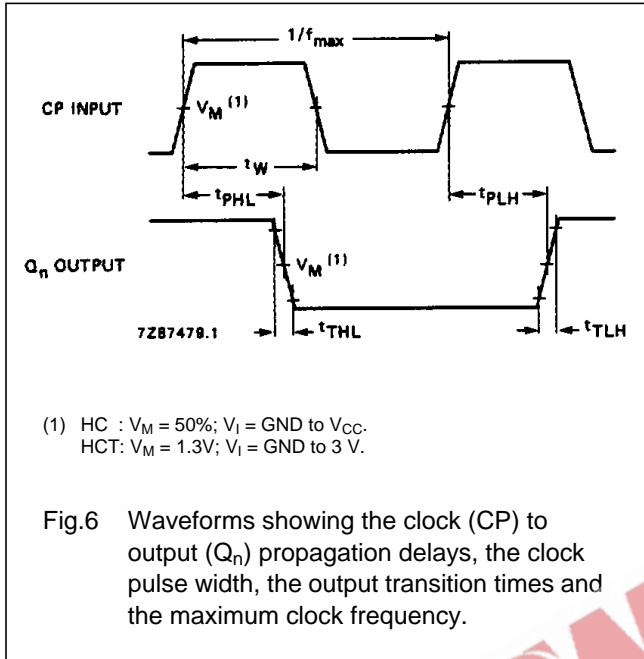 1/fmax
CP INPUT
VM (1)
tW
tPHL
tPLH
Qn OUTPUT
VM (1)
7Z87479.1
tTHL
tTLH
(1) HC : VM = 50%; VI = GND to VCC.
HCT: VM = 1.3V; VI = GND to 3 V.
Fig.6 Waveforms showing the clock (CP) to
output (Qn) propagation delays, the clock
pulse width, the output transition times and
the maximum clock frequency.